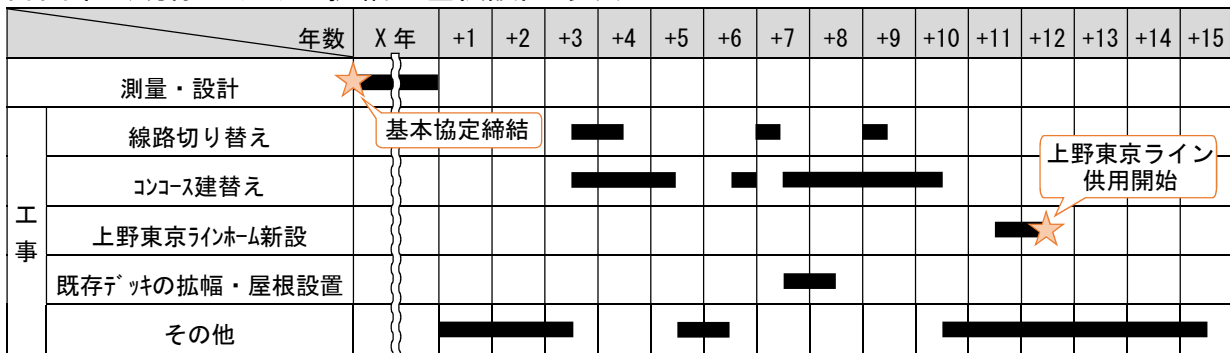 年数 X年 +1 +2 +3 +4 +5 +6 +7 +8 +9 +10 +11 +12 +13 +14 +15
測量・設計
基本協定締結
工事
線路切り替え
上野東京ライン
供用開始
ｺﾝｺｰｽ建替え
上野東京ﾗｲﾝﾎｰﾑ新設
既存ﾃﾞｯｷの拡幅・屋根設置
その他